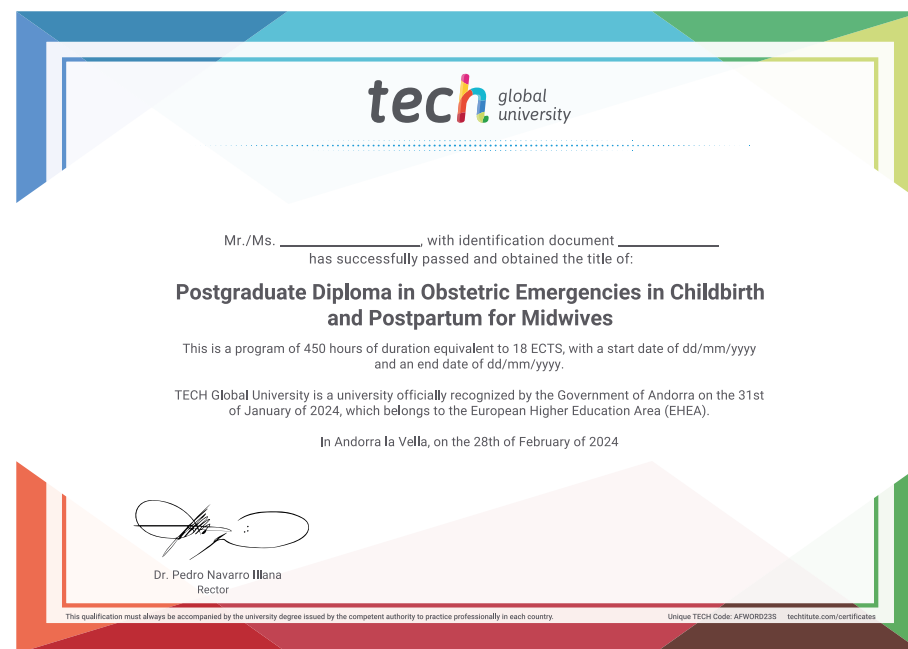 tech global university
Mr./Ms. ____________, with identification document ____________
has successfully passed and obtained the title of:
Postgraduate Diploma in Obstetric Emergencies in Childbirth
and Postpartum for Midwives
This is a program of 450 hours of duration equivalent to 18 ECTS, with a start date of dd/mm/yyyy
and an end date of dd/mm/yyyy.
TECH Global University is a university officially recognized by the Government of Andorra on the 31st
of January of 2024, which belongs to the European Higher Education Area (EHEA).
In Andorra la Vella, on the 28th of February of 2024
Dr. Pedro Navarro Illana
Rector
This qualification must always be accompanied by the university degree issued by the competent authority to practice professionally in each country.
Unique TECH Code: AFWORD23S techtitute.com/certificates